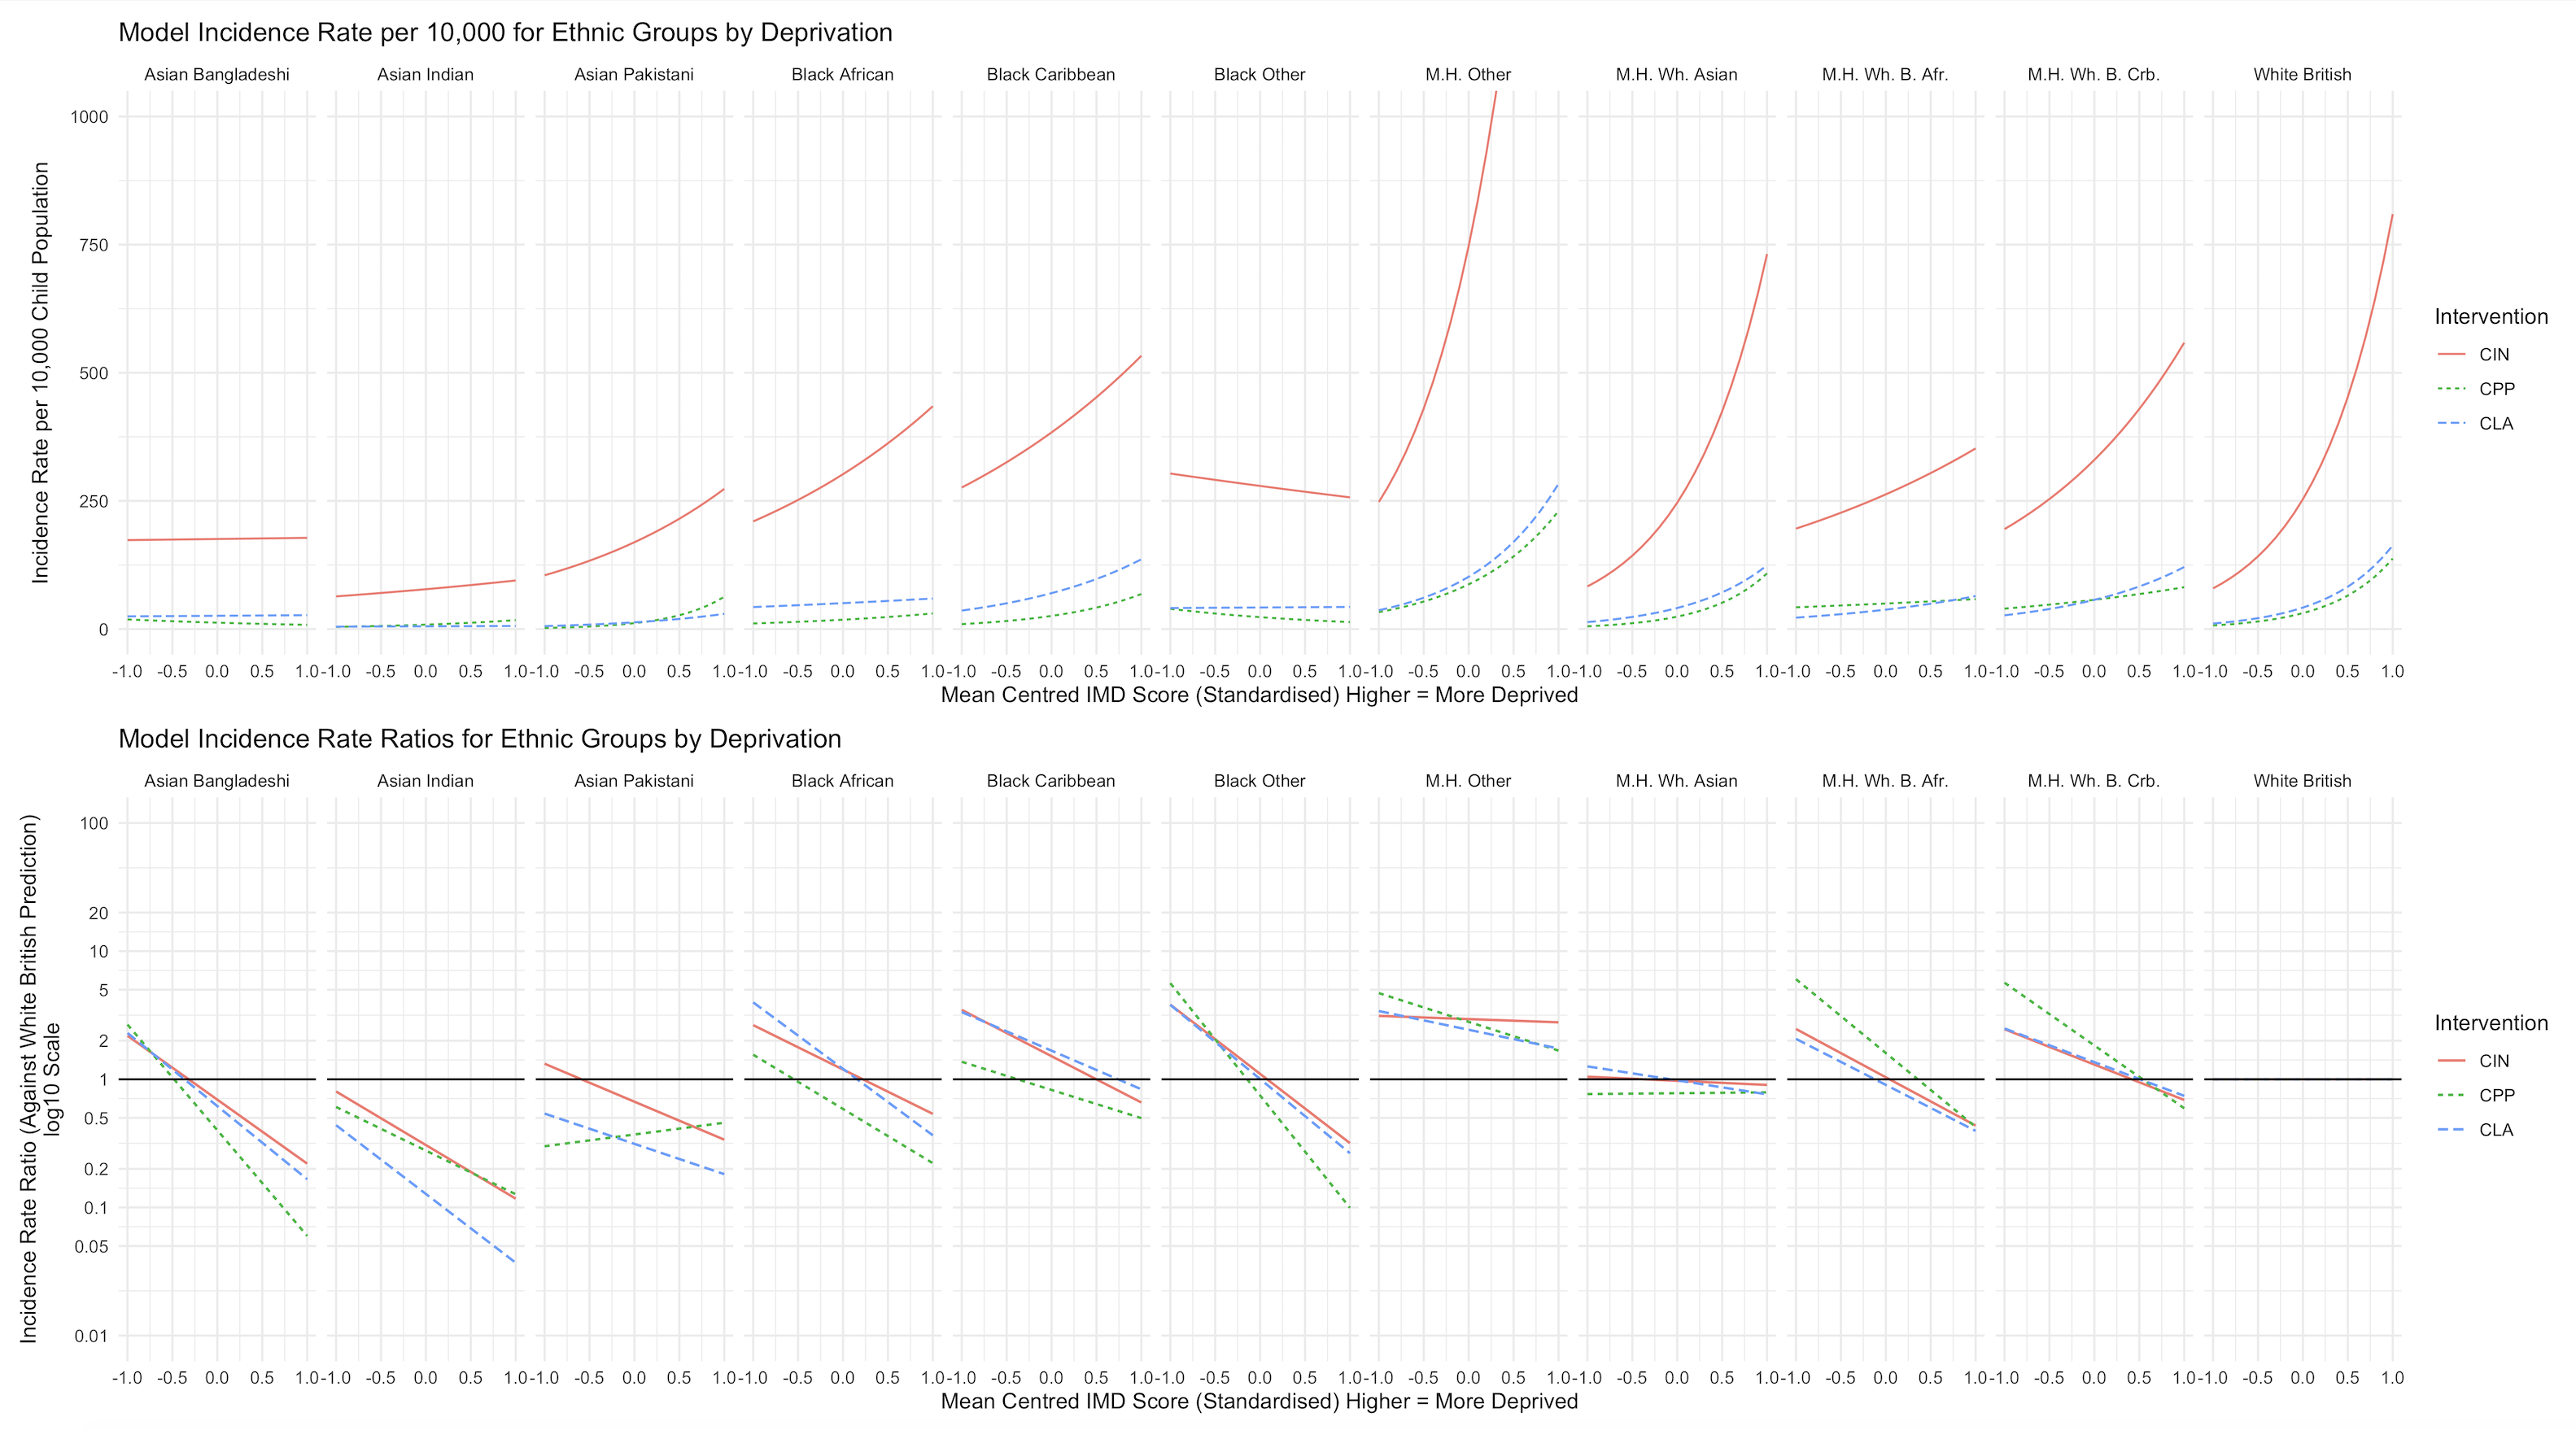 Model Incidence Rate per 10,000 for Ethnic Groups by Deprivation
Asian Bangladeshi Asian Indian Asian Pakistani Black African Black Caribbean Black Other M.H. Other M.H. Wh. Asian M.H. Wh. B. Afr. M.H. Wh. B. Crb. White British
Incidence Rate per 10,000 Child Population
1000
750
500
250
0
-1.0 -0.5 0.0 0.5 1.0 -1.0 -0.5 0.0 0.5 1.0 -1.0 -0.5 0.0 0.5 1.0 -1.0 -0.5 0.0 0.5 1.0 -1.0 -0.5 0.0 0.5 1.0 -1.0 -0.5 0.0 0.5 1.0 -1.0 -0.5 0.0 0.5 1.0 -1.0 -0.5 0.0 0.5 1.0 -1.0 -0.5 0.0 0.5 1.0 -1.0 -0.5 0.0 0.5 1.0 -1.0 -0.5 0.0 0.5 1.0
Mean Centred IMD Score (Standardised) Higher = More Deprived
Intervention
CIN
CPP
CLA
Model Incidence Rate Ratios for Ethnic Groups by Deprivation
Asian Bangladeshi Asian Indian Asian Pakistani Black African Black Caribbean Black Other M.H. Other M.H. Wh. Asian M.H. Wh. B. Afr. M.H. Wh. B. Crb. White British
Incidence Rate Ratio (Against White British Prediction)
log10 Scale
100
20
10
5
2
1
0.5
0.2
0.1
0.05
0.01
-1.0 -0.5 0.0 0.5 1.0 -1.0 -0.5 0.0 0.5 1.0 -1.0 -0.5 0.0 0.5 1.0 -1.0 -0.5 0.0 0.5 1.0 -1.0 -0.5 0.0 0.5 1.0 -1.0 -0.5 0.0 0.5 1.0 -1.0 -0.5 0.0 0.5 1.0 -1.0 -0.5 0.0 0.5 1.0 -1.0 -0.5 0.0 0.5 1.0 -1.0 -0.5 0.0 0.5 1.0 -1.0 -0.5 0.0 0.5 1.0
Mean Centred IMD Score (Standardised) Higher = More Deprived
Intervention
CIN
CPP
CLA